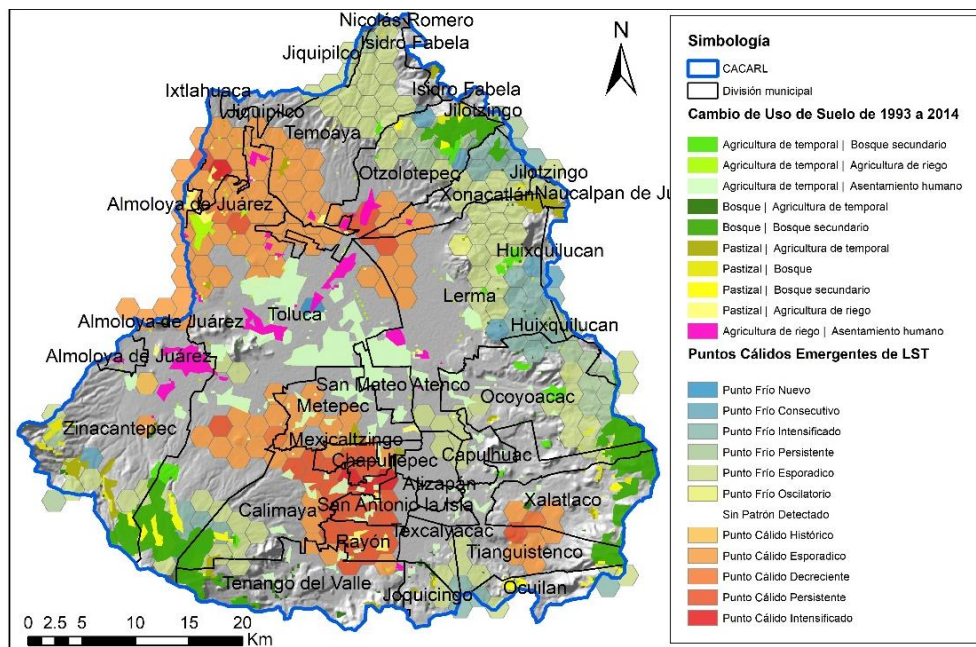 Nicolás Romero
Isidro Fabela
Jiquipilco
N
Ixtlahuaca
Isidro Fabela
Jiquipilco
Jilotzingo
Temoaya
Otzolotepec
Jilotzingo
Xonacatlán
Naucalpan de Ju
Almoloya de Juárez
Huixquilucan
Lerma
Toluca
Almoloya de Juárez
Huixquilucan
Almoloya de Juárez
San Mateo Atenco
Ocoyoacac
Metepec
Zinacantepec
Mexicaltzingo
Chapultepec
Capulhuac
Atizapán
Xalatlaco
Calimaya
San Antonio la Isla
Texcalyacac
Rayón
Tianguistenco
Tenango del Valle
Joquicingo
Ocuilan
0 2.5 5 10 15 20
Km
Simbología
CACARL
División municipal
Cambio de Uso de Suelo de 1993 a 2014
Agricultura de temporal | Bosque secundario
Agricultura de temporal | Agricultura de riego
Agricultura de temporal | Asentamiento humano
Bosque | Agricultura de temporal
Bosque | Bosque secundario
Pastizal | Agricultura de temporal
Pastizal | Bosque
Pastizal | Bosque secundario
Pastizal | Agricultura de riego
Agricultura de riego | Asentamiento humano
Puntos Cálidos Emergentes de LST
Punto Frío Nuevo
Punto Frío Consecutivo
Punto Frío Intensificado
Punto Frío Persistente
Punto Frío Esporadico
Punto Frío Oscilatorio
Sin Patrón Detectado
Punto Cálido Histórico
Punto Cálido Esporadico
Punto Cálido Decreciente
Punto Cálido Persistente
Punto Cálido Intensificado